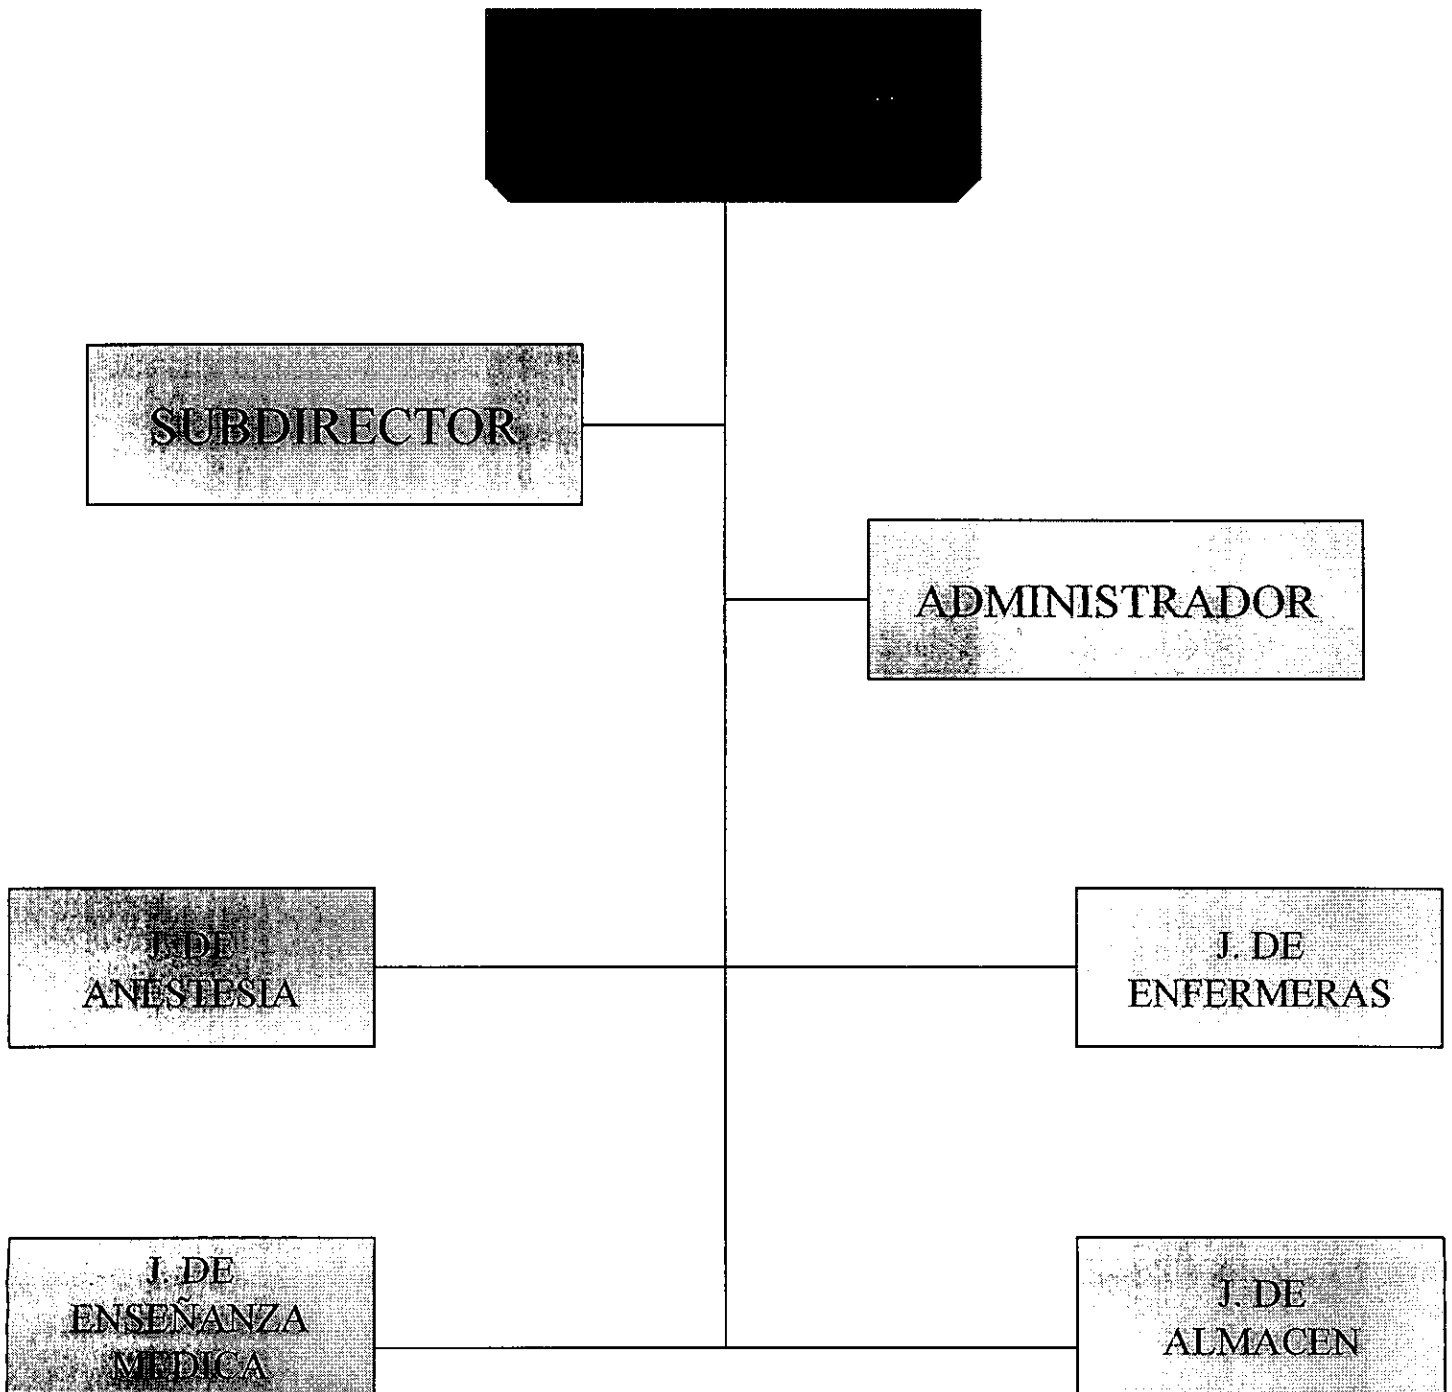 SUBDIRECTOR
ADMINISTRADOR
J. DE
ANESTESIA
J. DE
ENFERMERAS
J. DE
ENSEÑANZA
MEDICA
J. DE
ALMACEN